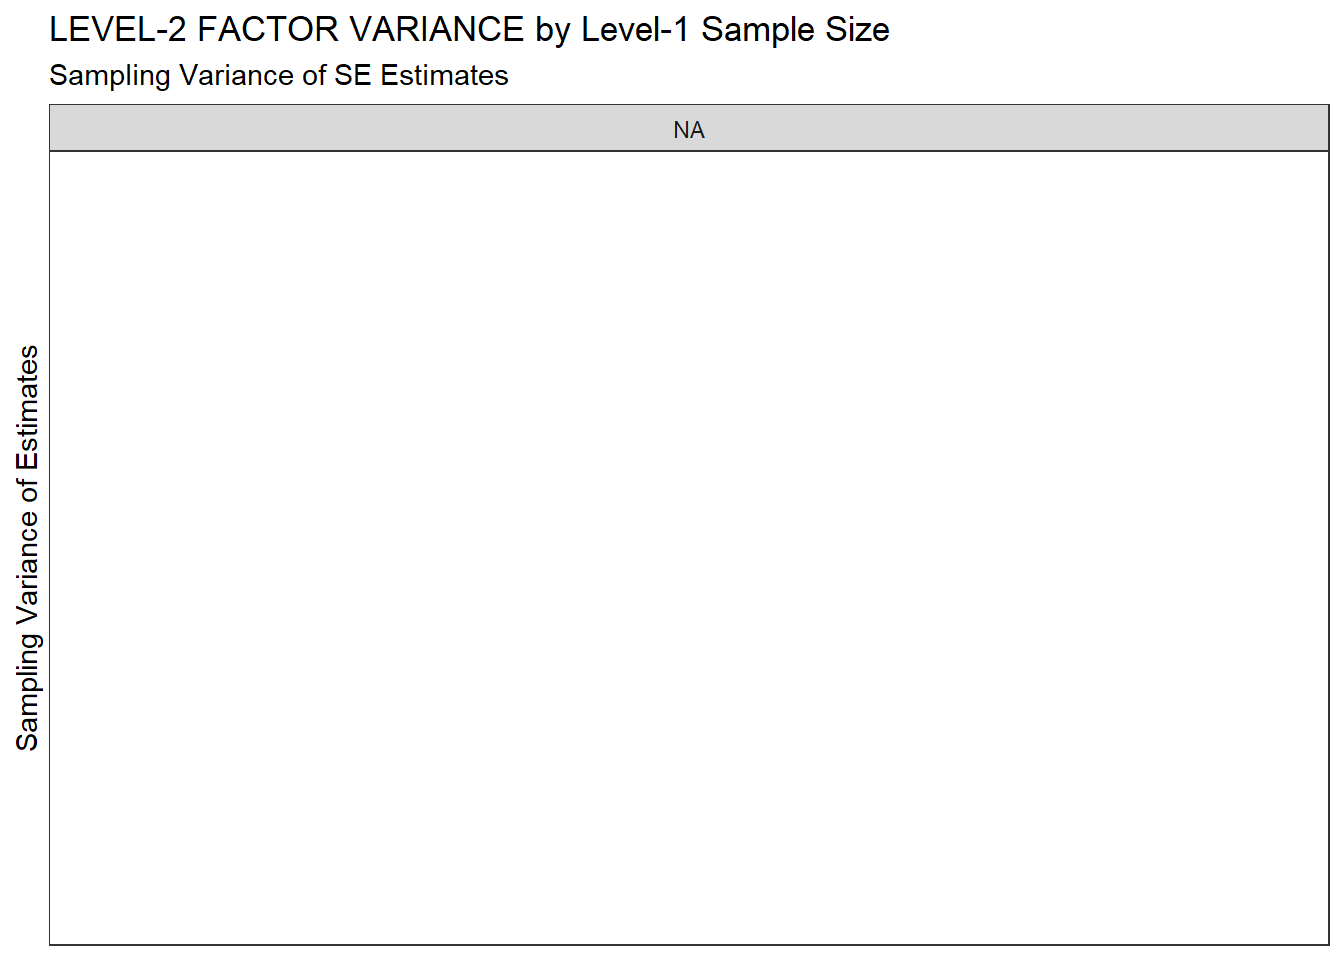 LEVEL-2 FACTOR VARIANCE by Level-1 Sample Size
Sampling Variance of SE Estimates
NA
Sampling Variance of Estimates